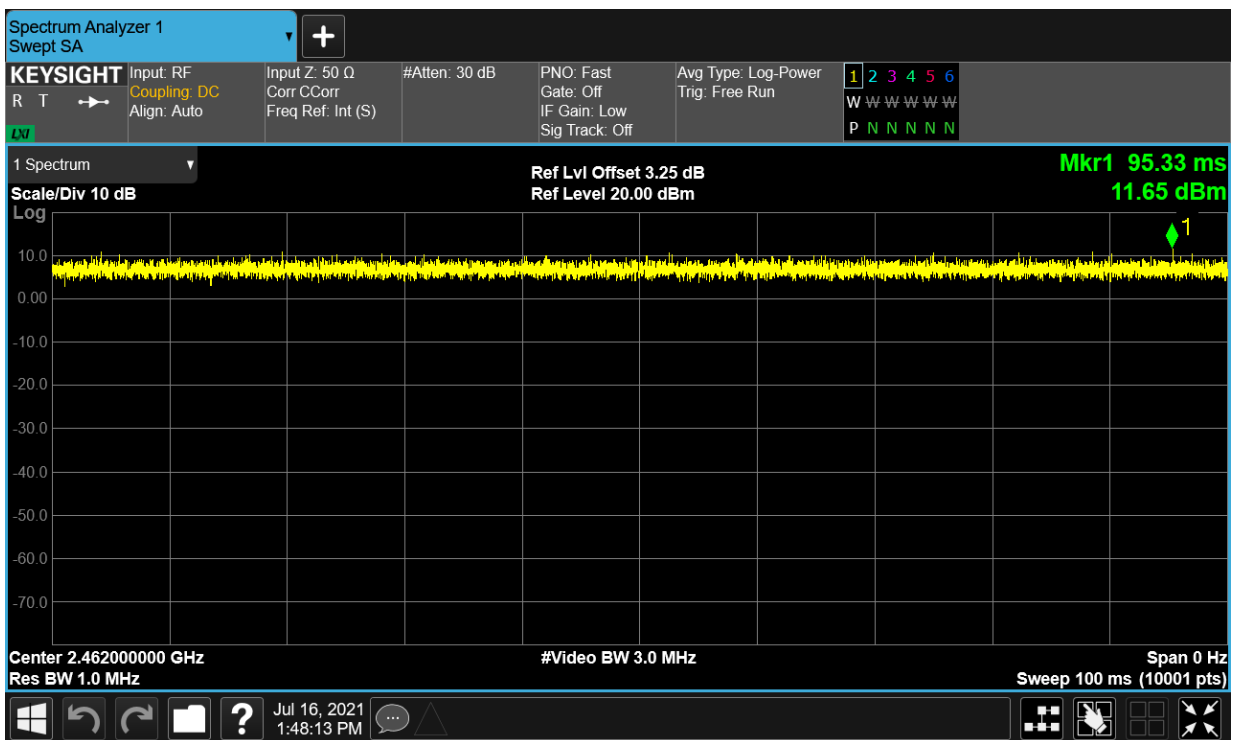 Spectrum Analyzer 1
Swept SA
+
KEYSIGHT
R T
LXI
Input: RF
Coupling: DC
Align: Auto
Input Z: 50 Ω
Corr CCorr
Freq Ref: Int (S)
#Atten: 30 dB
PNO: Fast
Gate: Off
IF Gain: Low
Sig Track: Off
Avg Type: Log-Power
Trig: Free Run
1 2 3 4 5 6
W W W W W W
P N N N N N
1 Spectrum
Scale/Div 10 dB
Log
Ref Lvl Offset 3.25 dB
Ref Level 20.00 dBm
Mkr1 95.33 ms
11.65 dBm
1
10.0
0.00
-10.0
-20.0
-30.0
-40.0
-50.0
-60.0
-70.0
Center 2.462000000 GHz
Res BW 1.0 MHz
#Video BW 3.0 MHz
Span 0 Hz
Sweep 100 ms (10001 pts)
?
Jul 16, 2021
1:48:13 PM